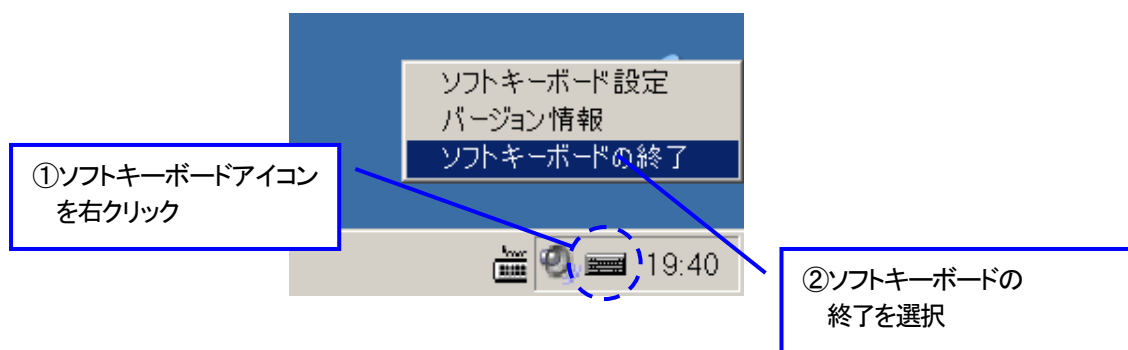 ソフトキーボード設定
バージョン情報
ソフトキーボードの終了
①ソフトキーボードアイコン
を右クリック
19:40
②ソフトキーボードの
終了を選択